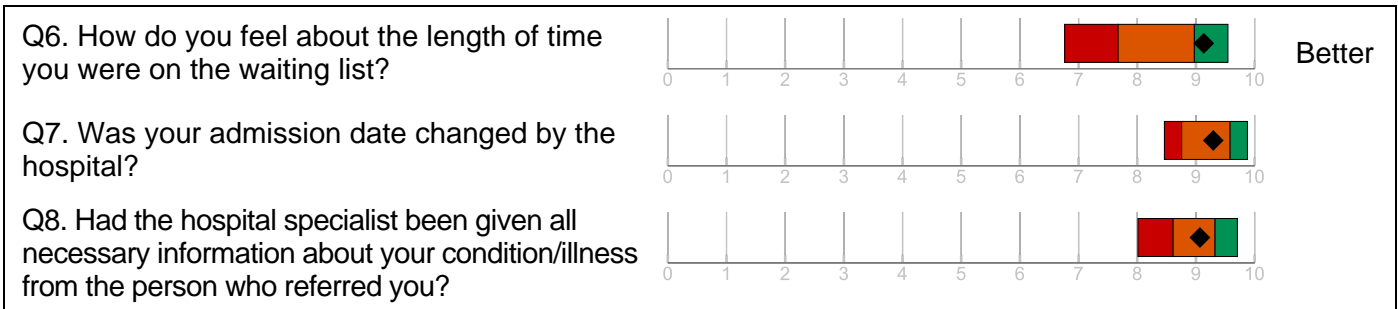 Q6. How do you feel about the length of time
you were on the waiting list?
0 1 2 3 4 5 6 7 8 9 10
Better
Q7. Was your admission date changed by the
hospital?
0 1 2 3 4 5 6 7 8 9 10
Q8. Had the hospital specialist been given all
necessary information about your condition/illness
from the person who referred you?
0 1 2 3 4 5 6 7 8 9 10